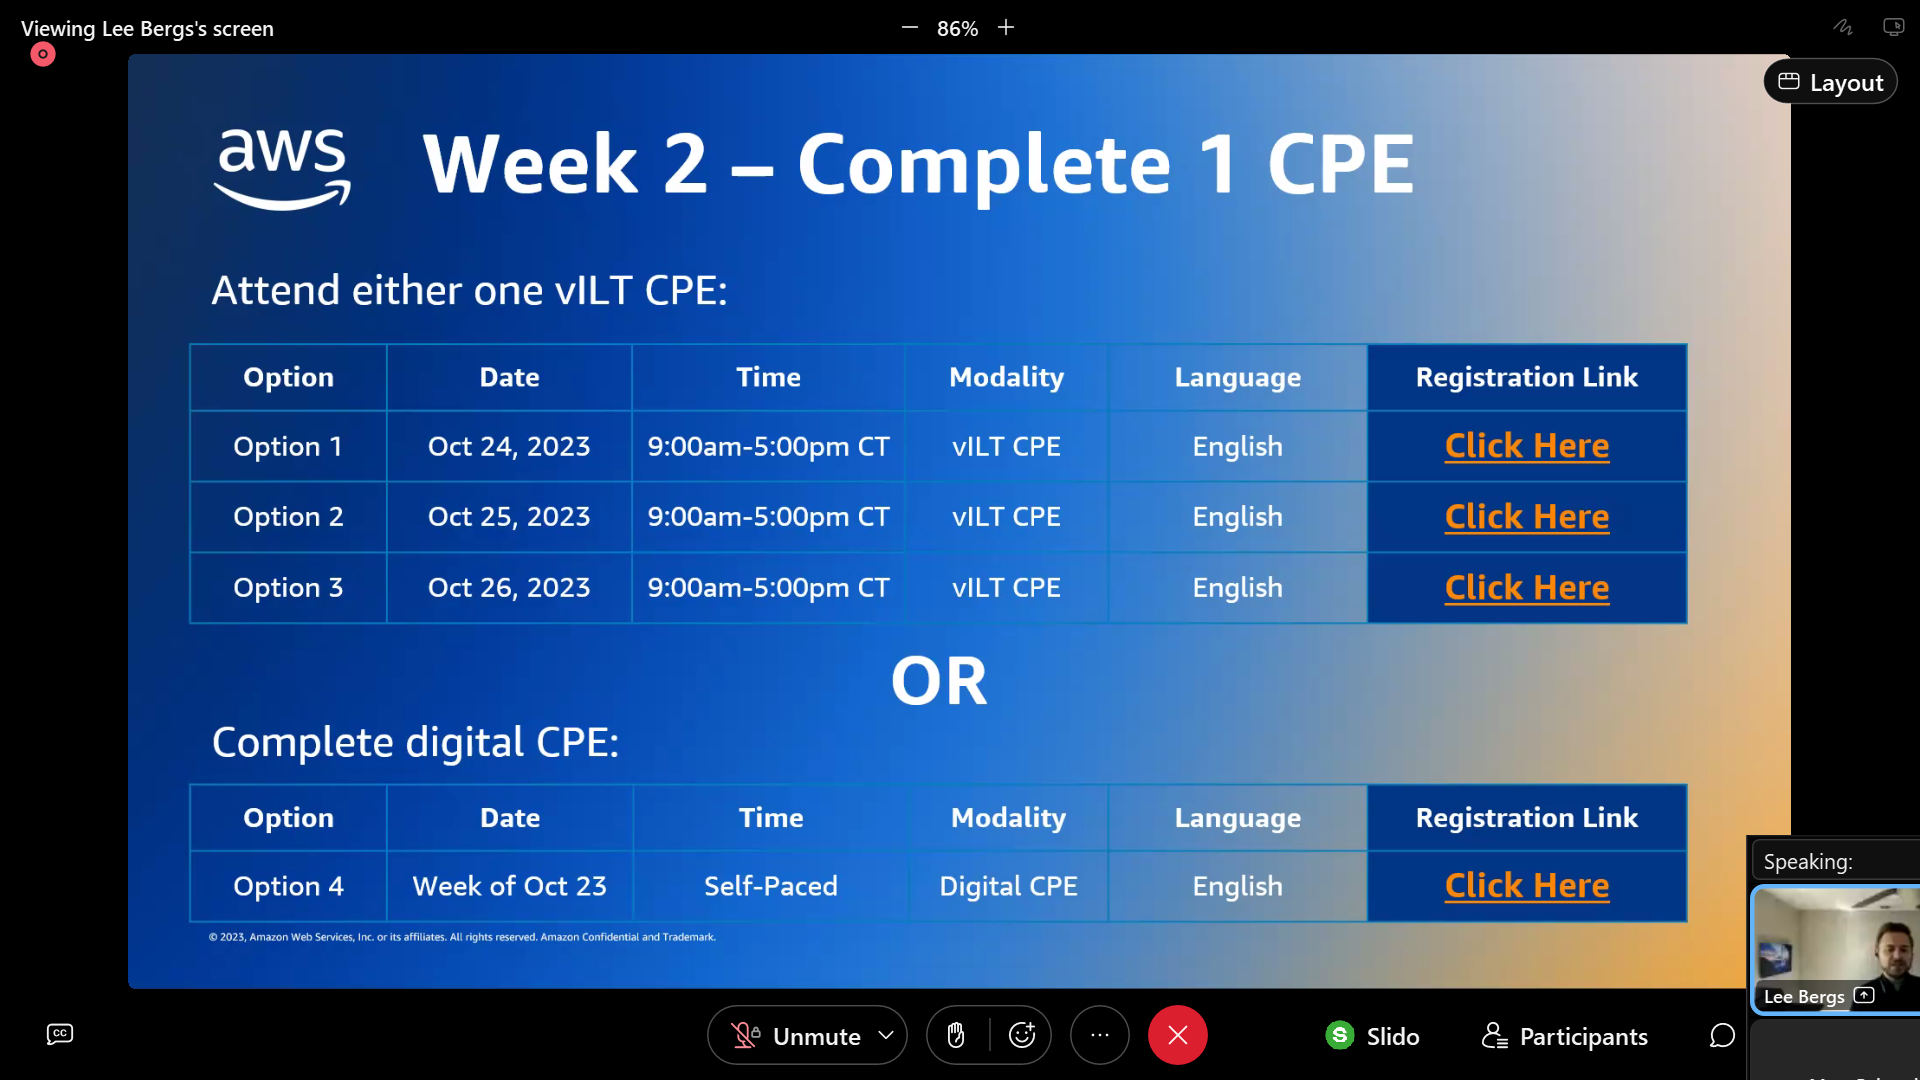 Viewing Lee Bergs's screen
86%
Layout
aws
Week 2 – Complete 1 CPE
Attend either one vILT CPE:
Option Date Time Modality Language Registration Link
Option 1 Oct 24, 2023 9:00am-5:00pm CT vILT CPE English Click Here
Option 2 Oct 25, 2023 9:00am-5:00pm CT vILT CPE English Click Here
Option 3 Oct 26, 2023 9:00am-5:00pm CT vILT CPE English Click Here
OR
Complete digital CPE:
Option Date Time Modality Language Registration Link
Option 4 Week of Oct 23 Self-Paced Digital CPE English Click Here
© 2023, Amazon Web Services, Inc. or its affiliates. All rights reserved. Amazon Confidential and Trademark.
Speaking:
Lee Bergs
CC
Unmute
S Slido
Participants